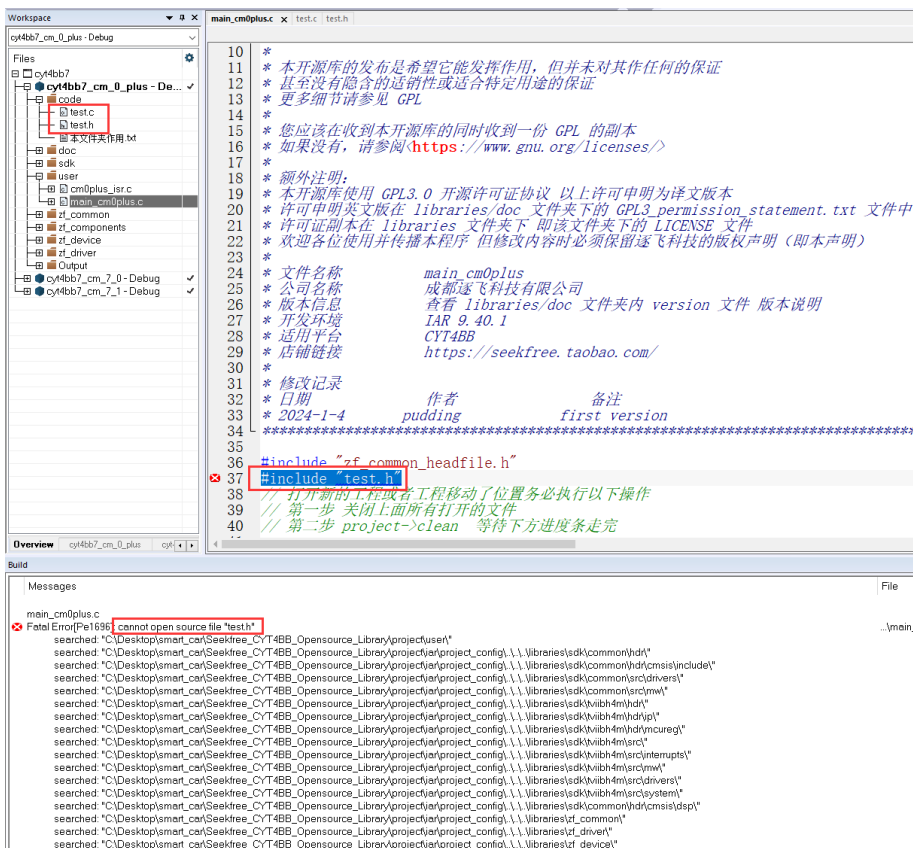 Workspace
main_cm0plus.c × test.c test.h
cyt4bb7_cm_0_plus - Debug
Files
cyt4bb7
cyt4bb7_cm_0_plus - De...
code
test.c
test.h
本文件夹作用.txt
doc
sdk
user
cm0plus_isr.c
main_cm0plus.c
zf_common
zf_components
zf_device
zf_driver
Output
cyt4bb7_cm_7_0 - Debug
cyt4bb7_cm_7_1 - Debug
Overview cyt4bb7_cm_0_plus cyt
10 *
11 * 本开源库的发布是希望它能发挥作用，但并未对其作任何的保证
12 * 甚至没有隐含的适销性或适合特定用途的保证
13 * 更多细节请参见 GPL
14 *
15 * 您应该在收到本开源库的同时收到一份 GPL 的副本
16 * 如果没有，请参阅<https://www.gnu.org/licenses/>
17 *
18 * 额外注明：
19 * 本开源库使用 GPL3.0 开源许可证协议 以上许可申明为译文版本
20 * 许可申明英文版在 libraries/doc 文件夹下的 GPL3_permission_statement.txt 文件中
21 * 许可证副本在 libraries 文件夹下 即该文件夹下的 LICENSE 文件
22 * 欢迎各位使用并传播本程序 但修改内容时必须保留逐飞科技的版权声明（即本声明）
23 *
24 * 文件名称 main_cm0plus
25 * 公司名称 成都逐飞科技有限公司
26 * 版本信息 查看 libraries/doc 文件夹内 version 文件 版本说明
27 * 开发环境 IAR 9.40.1
28 * 适用平台 CYT4BB
29 * 店铺链接 https://seekfree.taobao.com/
30 *
31 * 修改记录
32 * 日期 作者 备注
33 * 2024-1-4 pudding first version
34 ********************************************************************************
35
36 #include "zf_common_headfile.h"
37 #include "test.h"
38 // 打开新的工程或者工程移动了位置务必执行以下操作
39 // 第一步 关闭上面所有打开的文件
40 // 第二步 project->clean 等待下方进度条走完
Build
Messages File
main_cm0plus.c
Fatal Error[Pe1696]: cannot open source file "test.h" ...\main_
searched: "C:\Desktop\smart_car\Seekfree_CYT4BB_Opensource_Library\project\user\"
searched: "C:\Desktop\smart_car\Seekfree_CYT4BB_Opensource_Library\project\iar\project_config\..\..\..\libraries\sdk\common\hdr\"
searched: "C:\Desktop\smart_car\Seekfree_CYT4BB_Opensource_Library\project\iar\project_config\..\..\..\libraries\sdk\common\hdr\cmsis\include\"
searched: "C:\Desktop\smart_car\Seekfree_CYT4BB_Opensource_Library\project\iar\project_config\..\..\..\libraries\sdk\common\src\drivers\"
searched: "C:\Desktop\smart_car\Seekfree_CYT4BB_Opensource_Library\project\iar\project_config\..\..\..\libraries\sdk\common\src\mw\"
searched: "C:\Desktop\smart_car\Seekfree_CYT4BB_Opensource_Library\project\iar\project_config\..\..\..\libraries\sdk\tviibh4m\hdr\"
searched: "C:\Desktop\smart_car\Seekfree_CYT4BB_Opensource_Library\project\iar\project_config\..\..\..\libraries\sdk\tviibh4m\hdr\ip\"
searched: "C:\Desktop\smart_car\Seekfree_CYT4BB_Opensource_Library\project\iar\project_config\..\..\..\libraries\sdk\tviibh4m\hdr\mcureg\"
searched: "C:\Desktop\smart_car\Seekfree_CYT4BB_Opensource_Library\project\iar\project_config\..\..\..\libraries\sdk\tviibh4m\src\"
searched: "C:\Desktop\smart_car\Seekfree_CYT4BB_Opensource_Library\project\iar\project_config\..\..\..\libraries\sdk\tviibh4m\src\interrupts\"
searched: "C:\Desktop\smart_car\Seekfree_CYT4BB_Opensource_Library\project\iar\project_config\..\..\..\libraries\sdk\tviibh4m\src\mw\"
searched: "C:\Desktop\smart_car\Seekfree_CYT4BB_Opensource_Library\project\iar\project_config\..\..\..\libraries\sdk\tviibh4m\src\drivers\"
searched: "C:\Desktop\smart_car\Seekfree_CYT4BB_Opensource_Library\project\iar\project_config\..\..\..\libraries\sdk\tviibh4m\src\system\"
searched: "C:\Desktop\smart_car\Seekfree_CYT4BB_Opensource_Library\project\iar\project_config\..\..\..\libraries\sdk\common\hdr\cmsis\dsp\"
searched: "C:\Desktop\smart_car\Seekfree_CYT4BB_Opensource_Library\project\iar\project_config\..\..\..\libraries\zf_common\"
searched: "C:\Desktop\smart_car\Seekfree_CYT4BB_Opensource_Library\project\iar\project_config\..\..\..\libraries\zf_driver\"
searched: "C:\Desktop\smart_car\Seekfree_CYT4BB_Opensource_Library\project\iar\project_config\..\..\..\libraries\zf_device\"